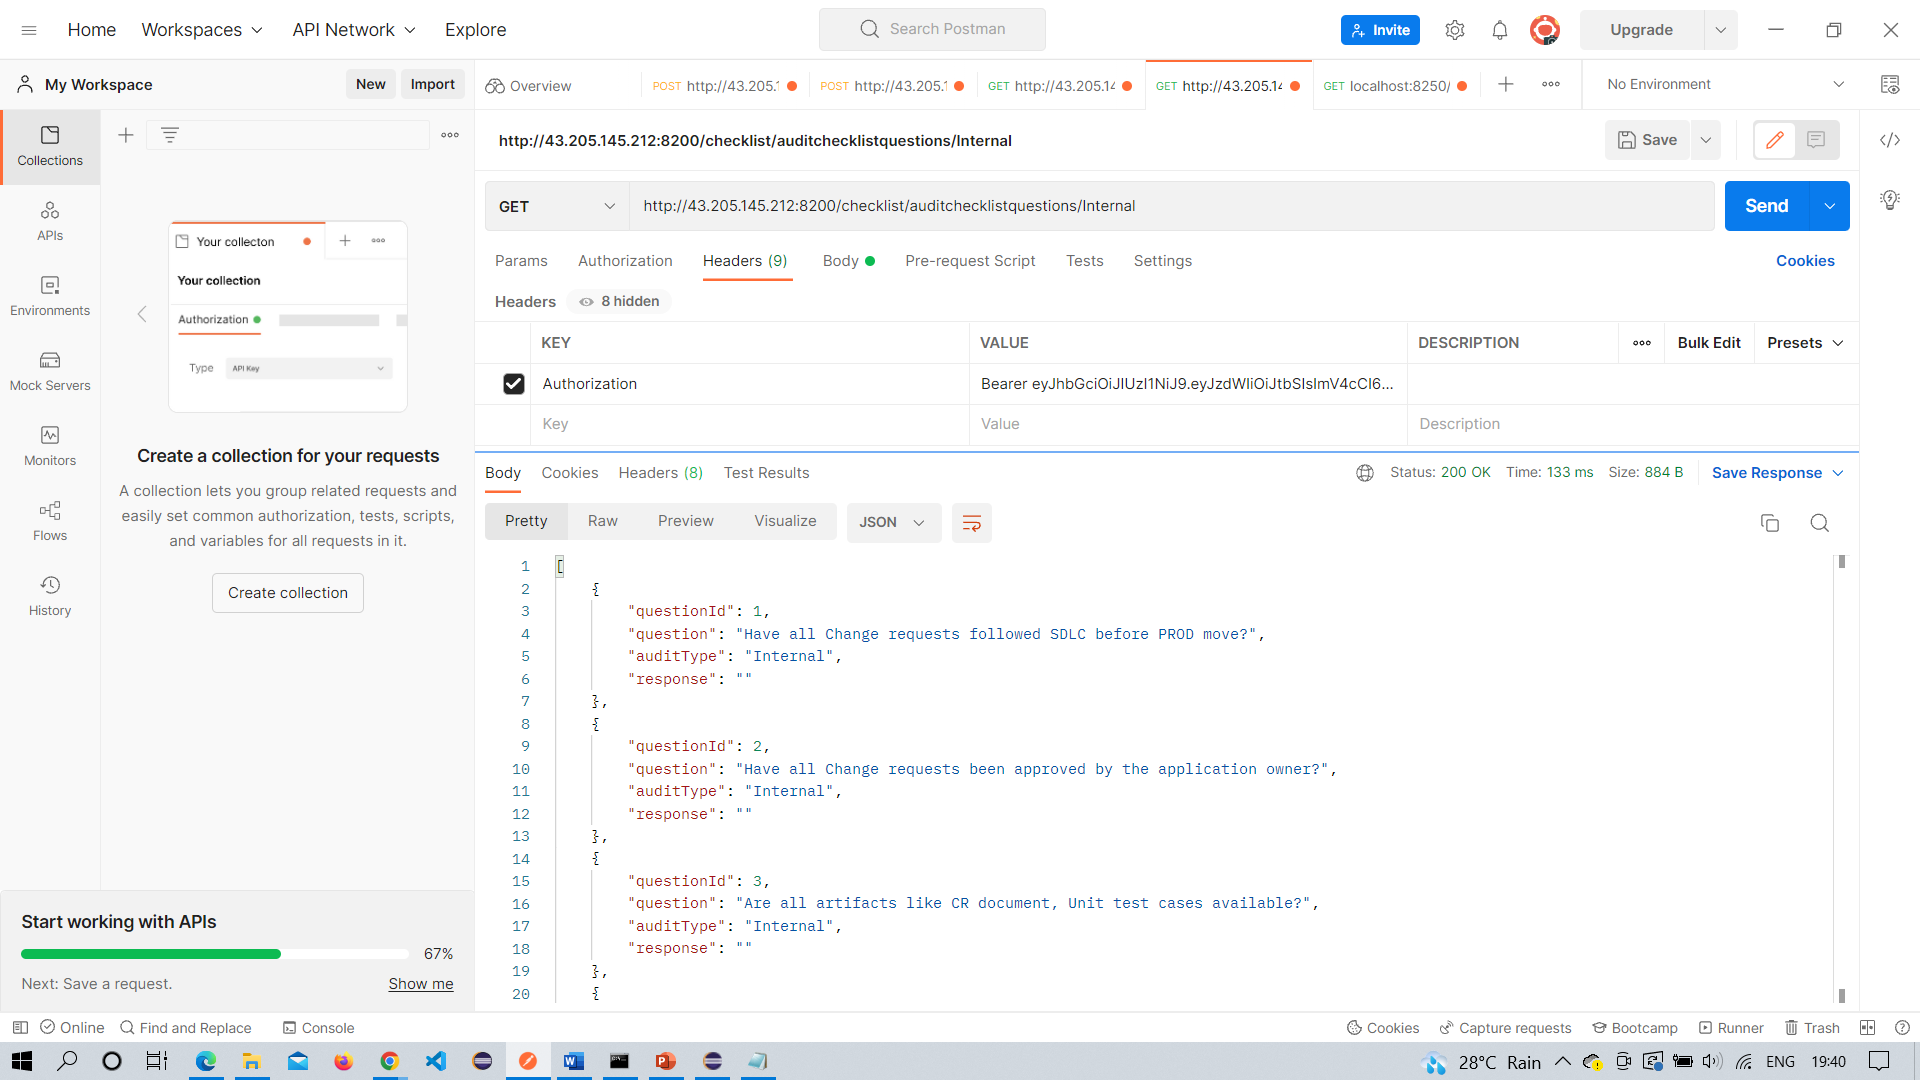 Home Workspaces API Network Explore Search Postman Invite Upgrade
My Workspace New Import Overview POST http://43.205.1 POST http://43.205.1 GET http://43.205.14 GET http://43.205.14 GET localhost:8250/ No Environment
Collections
APIs
Environments
Mock Servers
Monitors
Flows
History
Your collecton
Your collection
Authorization
Type API Key
Create a collection for your requests
A collection lets you group related requests and
easily set common authorization, tests, scripts,
and variables for all requests in it.
Create collection
Start working with APIs
67%
Next: Save a request. Show me
http://43.205.145.212:8200/checklist/auditchecklistquestions/Internal Save
GET http://43.205.145.212:8200/checklist/auditchecklistquestions/Internal Send
Params Authorization Headers (9) Body Pre-request Script Tests Settings Cookies
Headers 8 hidden
KEY VALUE DESCRIPTION Bulk Edit Presets
Authorization Bearer eyJhbGciOiJIUzI1NiJ9.eyJzdWIiOiJtbSIsImV4cCI6...
Key Value Description
Body Cookies Headers (8) Test Results Status: 200 OK Time: 133 ms Size: 884 B Save Response
Pretty Raw Preview Visualize JSON
1 [
2 {
3 "questionId": 1,
4 "question": "Have all Change requests followed SDLC before PROD move?",
5 "auditType": "Internal",
6 "response": ""
7 },
8 {
9 "questionId": 2,
10 "question": "Have all Change requests been approved by the application owner?",
11 "auditType": "Internal",
12 "response": ""
13 },
14 {
15 "questionId": 3,
16 "question": "Are all artifacts like CR document, Unit test cases available?",
17 "auditType": "Internal",
18 "response": ""
19 },
20 {
Online Find and Replace Console Cookies Capture requests Bootcamp Runner Trash
28°C Rain ENG 19:40